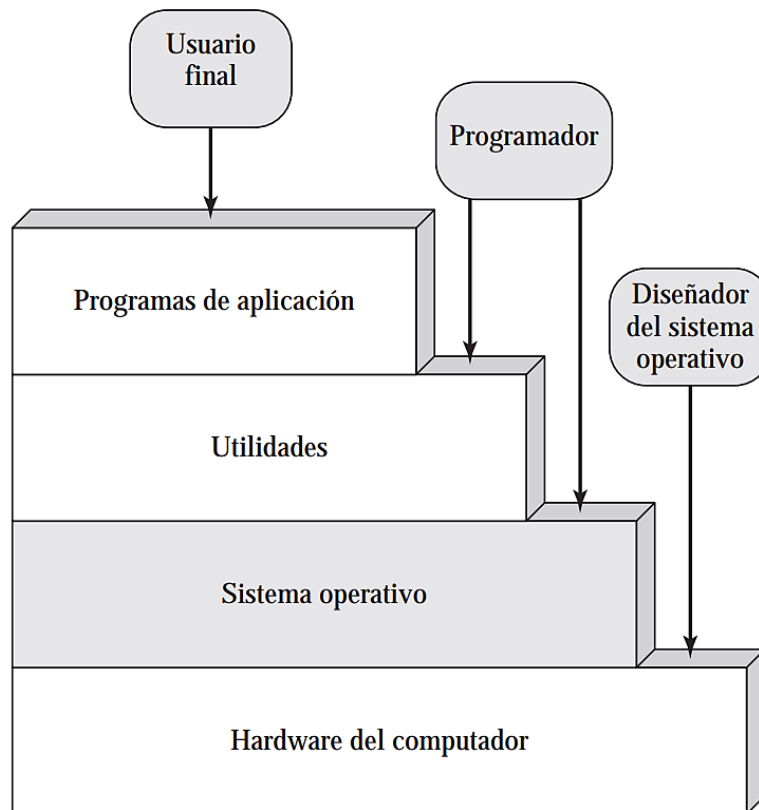 Usuario
final
Programador
Diseñador
del sistema
operativo
Programas de aplicación
Utilidades
Sistema operativo
Hardware del computador